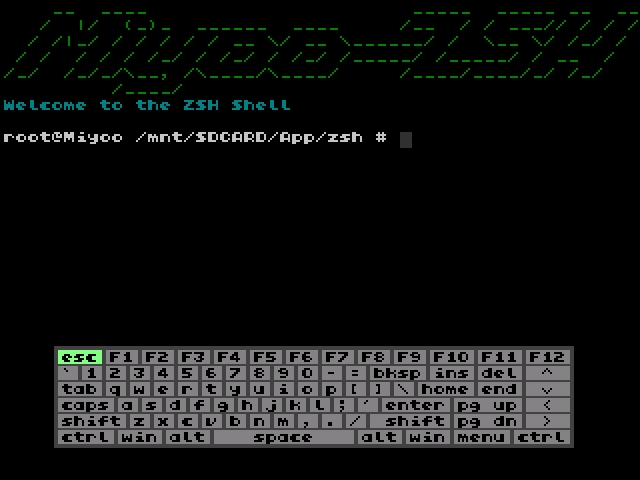 Miyoo-ZSH
Welcome to the ZSH Shell
root@Miyoo /mnt/SDCARD/App/zsh #
esc F1 F2 F3 F4 F5 F6 F7 F8 F9 F10 F11 F12
` 1 2 3 4 5 6 7 8 9 0 - = bksp ins del ^
tab q w e r t y u i o p [ ] \ home end v
caps a s d f g h j k l ; ' enter pg up <
shift z x c v b n m , . / shift pg dn >
ctrl win alt space alt win menu ctrl